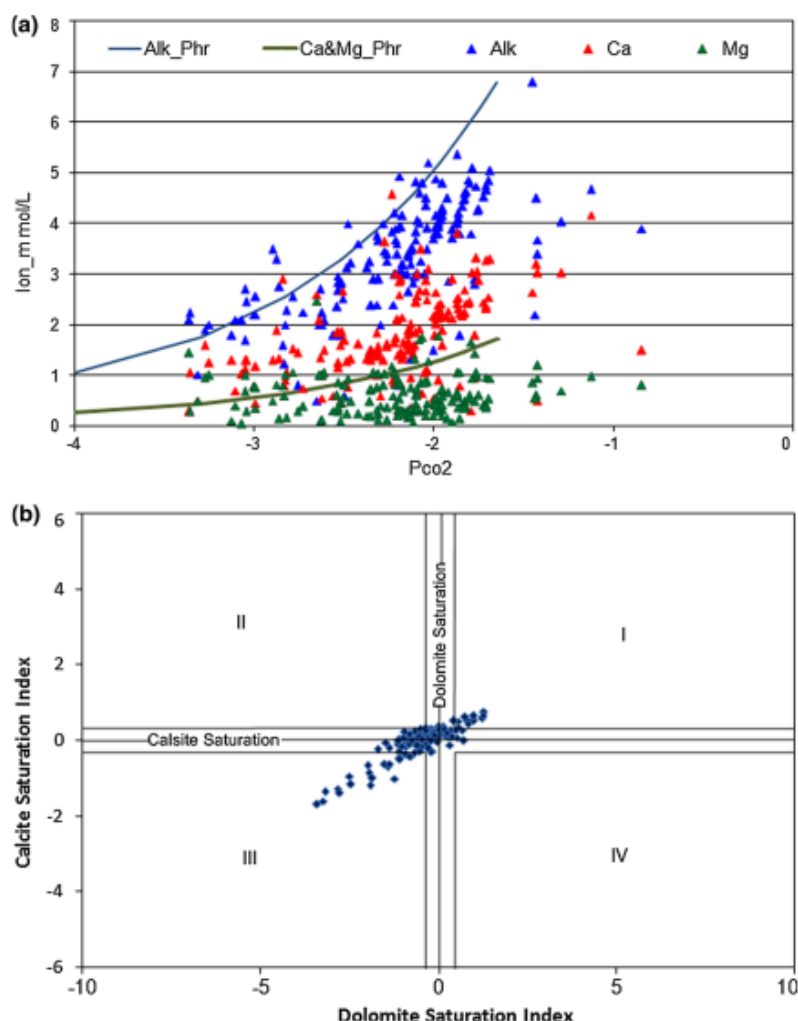 (a)
8
Alk_Phr Ca&Mg_Phr Alk Ca Mg
7
6
5
4
3
2
1
0
Ion_m mol/L
-4 -3 -2 -1 0
Pco2
(b)
6
4
2
0
-2
-4
-6
Calcite Saturation Index
II
I
Dolomite Saturation
Calsite Saturation
III
IV
-10 -5 0 5 10
Dolomite Saturation Index